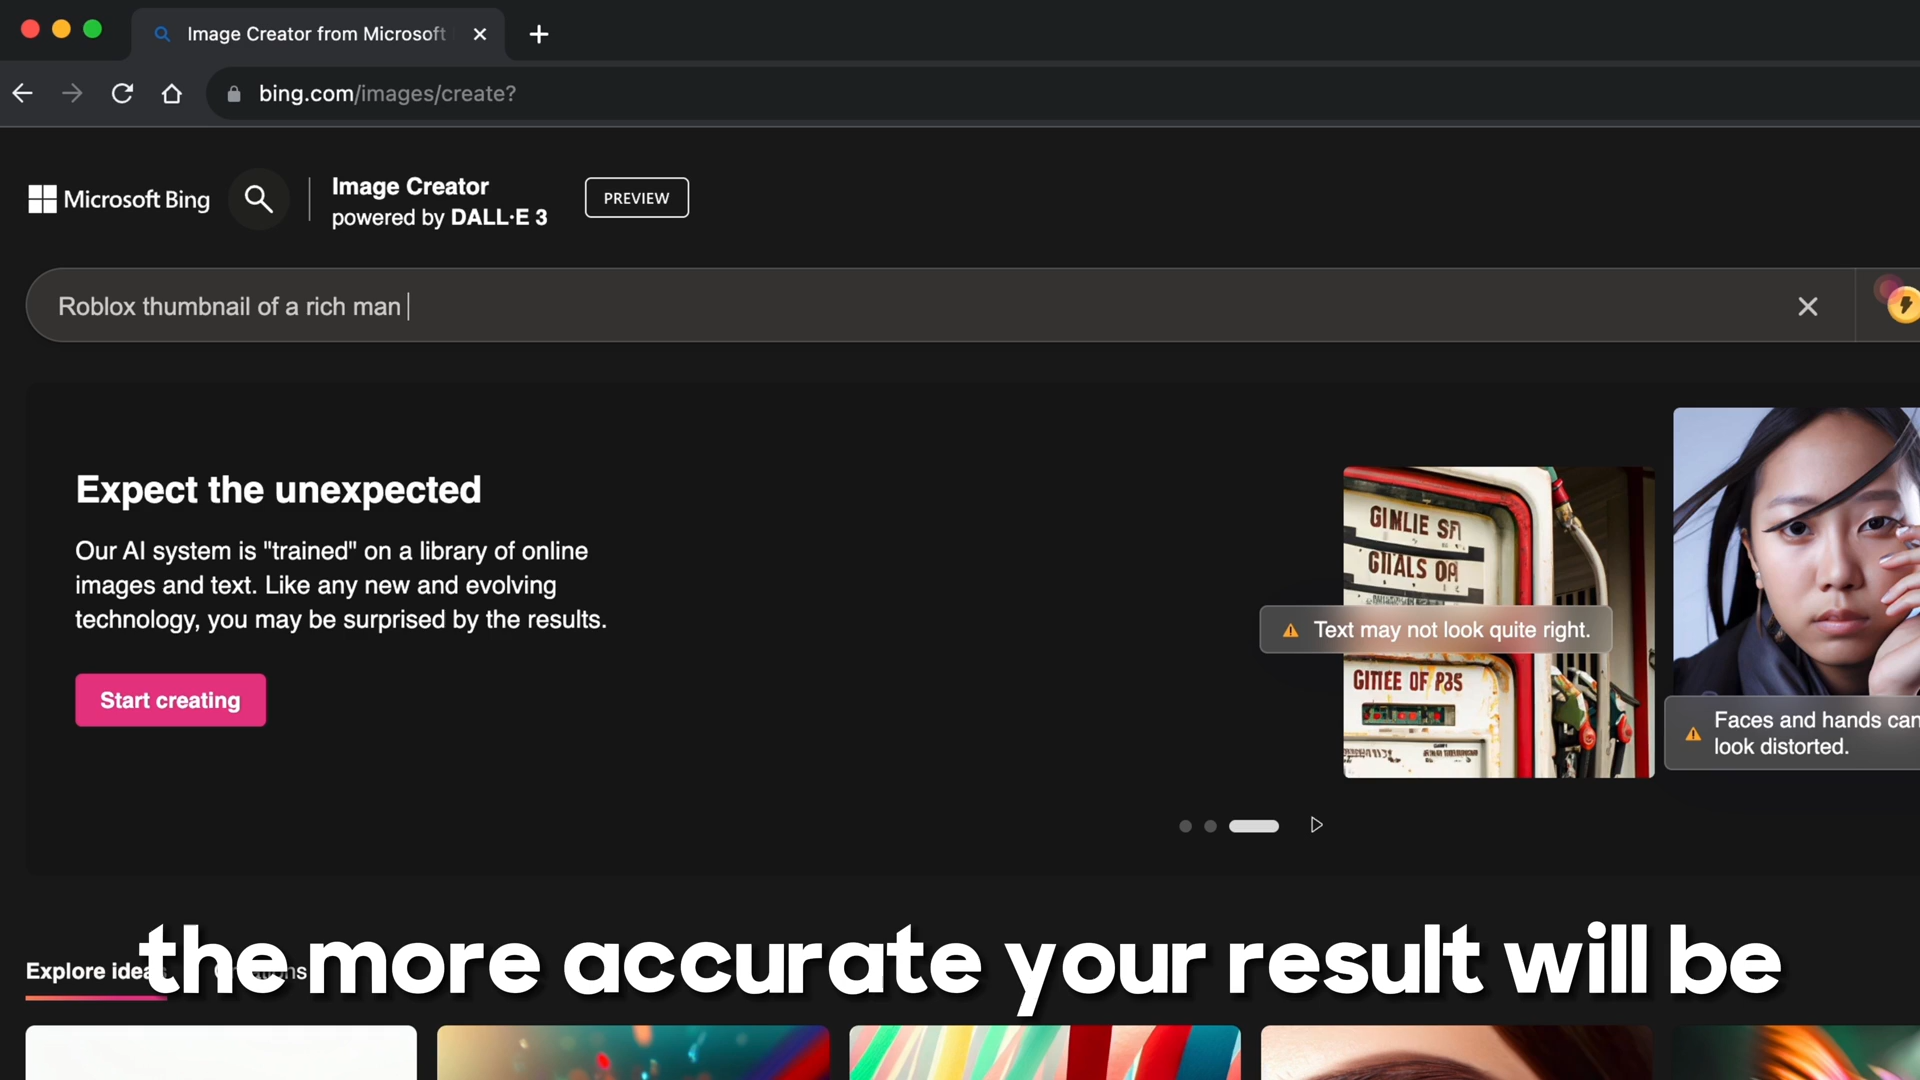 Image Creator from Microsoft
bing.com/images/create?
Microsoft Bing
Image Creator
powered by DALL·E 3
PREVIEW
Roblox thumbnail of a rich man
Expect the unexpected
Our AI system is "trained" on a library of online
images and text. Like any new and evolving
technology, you may be surprised by the results.
Start creating
GIMLIE SFI
GIIALS OA
Text may not look quite right.
GITIEE OF P35
Faces and hands can
look distorted.
Explore ideas
the more accurate your result will be